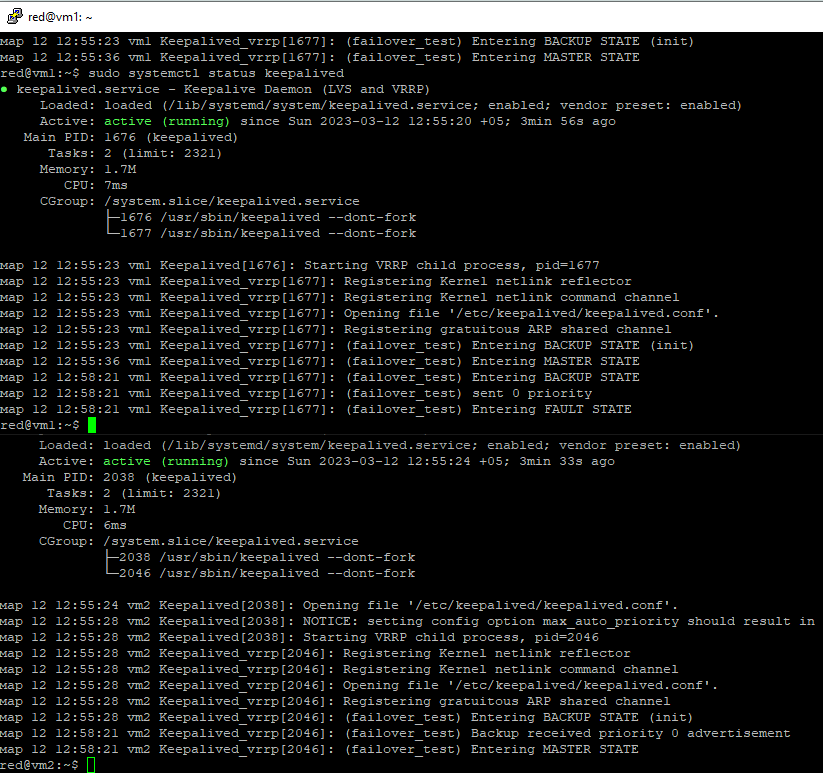 red@vm1: ~
мар 12 12:55:23 vm1 Keepalived_vrrp[1677]: (failover_test) Entering BACKUP STATE (init)
мар 12 12:55:36 vm1 Keepalived_vrrp[1677]: (failover_test) Entering MASTER STATE
red@vm1:~$ sudo systemctl status keepalived
● keepalived.service - Keepalive Daemon (LVS and VRRP)
Loaded: loaded (/lib/systemd/system/keepalived.service; enabled; vendor preset: enabled)
Active: active (running) since Sun 2023-03-12 12:55:20 +05; 3min 56s ago
Main PID: 1676 (keepalived)
Tasks: 2 (limit: 2321)
Memory: 1.7M
CPU: 7ms
CGroup: /system.slice/keepalived.service
├─1676 /usr/sbin/keepalived --dont-fork
└─1677 /usr/sbin/keepalived --dont-fork
мар 12 12:55:23 vm1 Keepalived[1676]: Starting VRRP child process, pid=1677
мар 12 12:55:23 vm1 Keepalived_vrrp[1677]: Registering Kernel netlink reflector
мар 12 12:55:23 vm1 Keepalived_vrrp[1677]: Registering Kernel netlink command channel
мар 12 12:55:23 vm1 Keepalived_vrrp[1677]: Opening file '/etc/keepalived/keepalived.conf'.
мар 12 12:55:23 vm1 Keepalived_vrrp[1677]: Registering gratuitous ARP shared channel
мар 12 12:55:23 vm1 Keepalived_vrrp[1677]: (failover_test) Entering BACKUP STATE (init)
мар 12 12:55:36 vm1 Keepalived_vrrp[1677]: (failover_test) Entering MASTER STATE
мар 12 12:58:21 vm1 Keepalived_vrrp[1677]: (failover_test) Entering BACKUP STATE
мар 12 12:58:21 vm1 Keepalived_vrrp[1677]: (failover_test) sent 0 priority
мар 12 12:58:21 vm1 Keepalived_vrrp[1677]: (failover_test) Entering FAULT STATE
red@vm1:~$
Loaded: loaded (/lib/systemd/system/keepalived.service; enabled; vendor preset: enabled)
Active: active (running) since Sun 2023-03-12 12:55:24 +05; 3min 33s ago
Main PID: 2038 (keepalived)
Tasks: 2 (limit: 2321)
Memory: 1.7M
CPU: 6ms
CGroup: /system.slice/keepalived.service
├─2038 /usr/sbin/keepalived --dont-fork
└─2046 /usr/sbin/keepalived --dont-fork
мар 12 12:55:24 vm2 Keepalived[2038]: Opening file '/etc/keepalived/keepalived.conf'.
мар 12 12:55:28 vm2 Keepalived[2038]: NOTICE: setting config option max_auto_priority should result in
мар 12 12:55:28 vm2 Keepalived[2038]: Starting VRRP child process, pid=2046
мар 12 12:55:28 vm2 Keepalived_vrrp[2046]: Registering Kernel netlink reflector
мар 12 12:55:28 vm2 Keepalived_vrrp[2046]: Registering Kernel netlink command channel
мар 12 12:55:28 vm2 Keepalived_vrrp[2046]: Opening file '/etc/keepalived/keepalived.conf'.
мар 12 12:55:28 vm2 Keepalived_vrrp[2046]: Registering gratuitous ARP shared channel
мар 12 12:55:28 vm2 Keepalived_vrrp[2046]: (failover_test) Entering BACKUP STATE (init)
мар 12 12:58:21 vm2 Keepalived_vrrp[2046]: (failover_test) Backup received priority 0 advertisement
мар 12 12:58:21 vm2 Keepalived_vrrp[2046]: (failover_test) Entering MASTER STATE
red@vm2:~$